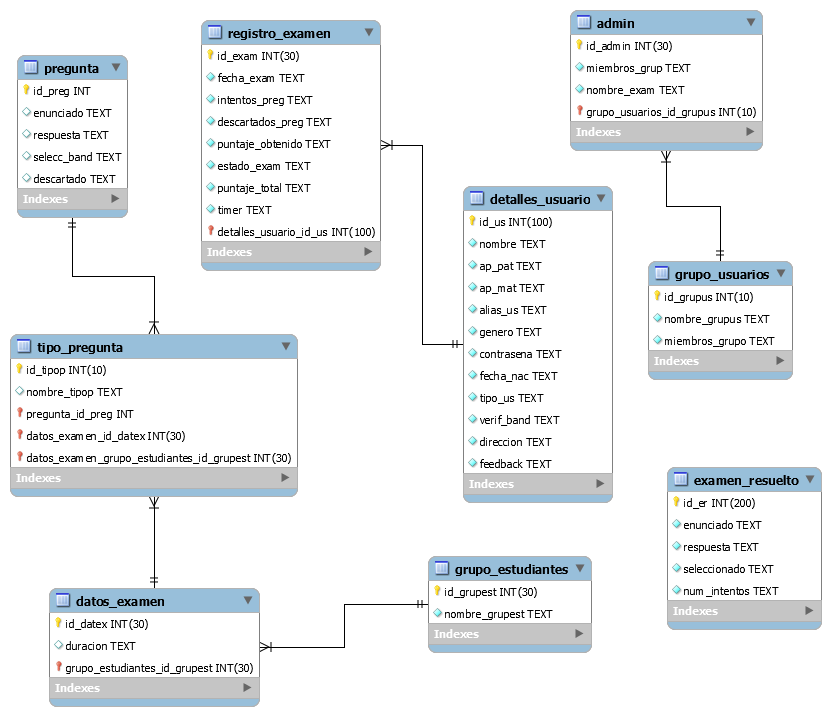 pregunta
id_preg INT
enunciado TEXT
respuesta TEXT
selecc_band TEXT
descartado TEXT
Indexes
registro_examen
id_exam INT(30)
fecha_exam TEXT
intentos_preg TEXT
descartados_preg TEXT
puntaje_obtenido TEXT
estado_exam TEXT
puntaje_total TEXT
timer TEXT
detalles_usuario_id_us INT(100)
Indexes
admin
id_admin INT(30)
miembros_grup TEXT
nombre_exam TEXT
grupo_usuarios_id_grupus INT(10)
Indexes
detalles_usuario
id_us INT(100)
nombre TEXT
ap_pat TEXT
ap_mat TEXT
alias_us TEXT
genero TEXT
contrasena TEXT
fecha_nac TEXT
tipo_us TEXT
verif_band TEXT
direccion TEXT
feedback TEXT
Indexes
grupo_usuarios
id_grupus INT(10)
nombre_grupus TEXT
miembros_grupo TEXT
Indexes
tipo_pregunta
id_tipop INT(10)
nombre_tipop TEXT
pregunta_id_preg INT
datos_examen_id_datex INT(30)
datos_examen_grupo_estudiantes_id_grupest INT(30)
Indexes
examen_resuelto
id_er INT(200)
enunciado TEXT
respuesta TEXT
seleccionado TEXT
num_intentos TEXT
Indexes
datos_examen
id_datex INT(30)
duracion TEXT
grupo_estudiantes_id_grupest INT(30)
Indexes
grupo_estudiantes
id_grupest INT(30)
nombre_grupest TEXT
Indexes